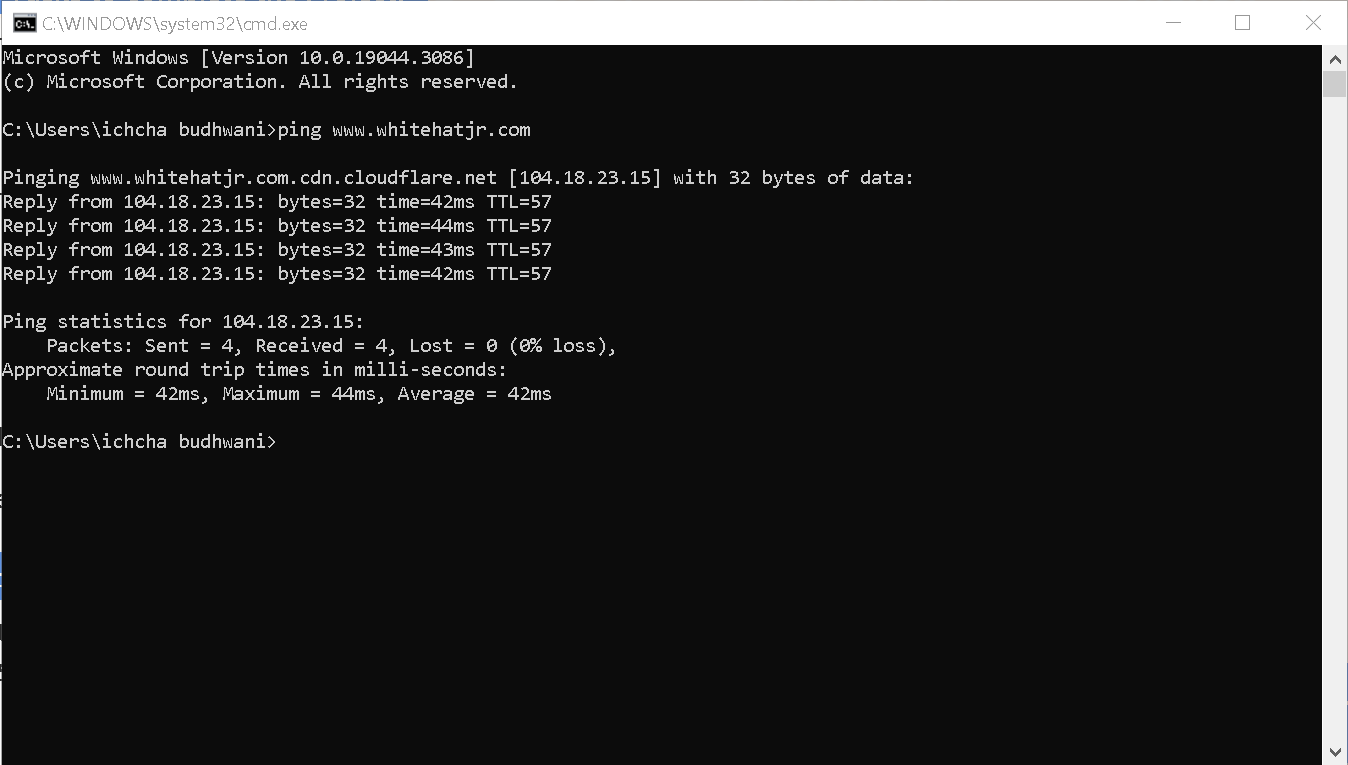 C:\WINDOWS\system32\cmd.exe
Microsoft Windows [Version 10.0.19044.3086]
(c) Microsoft Corporation. All rights reserved.
C:\Users\ichcha budhwani>ping www.whitehatjr.com
Pinging www.whitehatjr.com.cdn.cloudflare.net [104.18.23.15] with 32 bytes of data:
Reply from 104.18.23.15: bytes=32 time=42ms TTL=57
Reply from 104.18.23.15: bytes=32 time=44ms TTL=57
Reply from 104.18.23.15: bytes=32 time=43ms TTL=57
Reply from 104.18.23.15: bytes=32 time=42ms TTL=57
Ping statistics for 104.18.23.15:
    Packets: Sent = 4, Received = 4, Lost = 0 (0% loss),
Approximate round trip times in milli-seconds:
    Minimum = 42ms, Maximum = 44ms, Average = 42ms
C:\Users\ichcha budhwani>